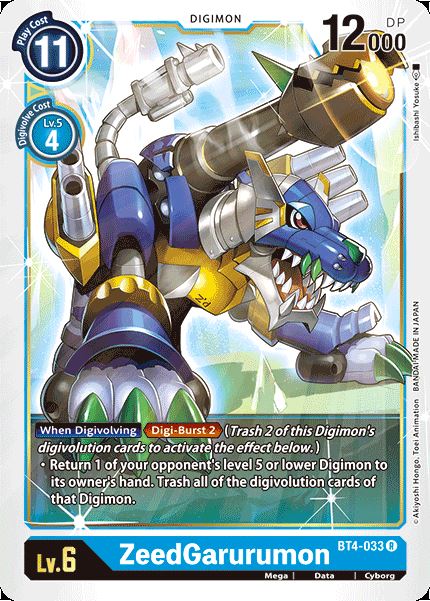 DIGIMON
Play Cost
11
12000
DP
Digivolve Cost
Lv.5
4
Ishibashi Yosuke
PZ
When Digivolving Digi-Burst 2 (Trash 2 of this Digimon's
digivolution cards to activate the effect below.)
• Return 1 of your opponent's level 5 or lower Digimon to
its owner's hand. Trash all of the digivolution cards of
that Digimon.
©Akiyoshi Hongo, Toei Animation BANDAI MADE IN JAPAN
Lv.6
ZeedGarurumon
BT4-033 R
Mega | Data | Cyborg